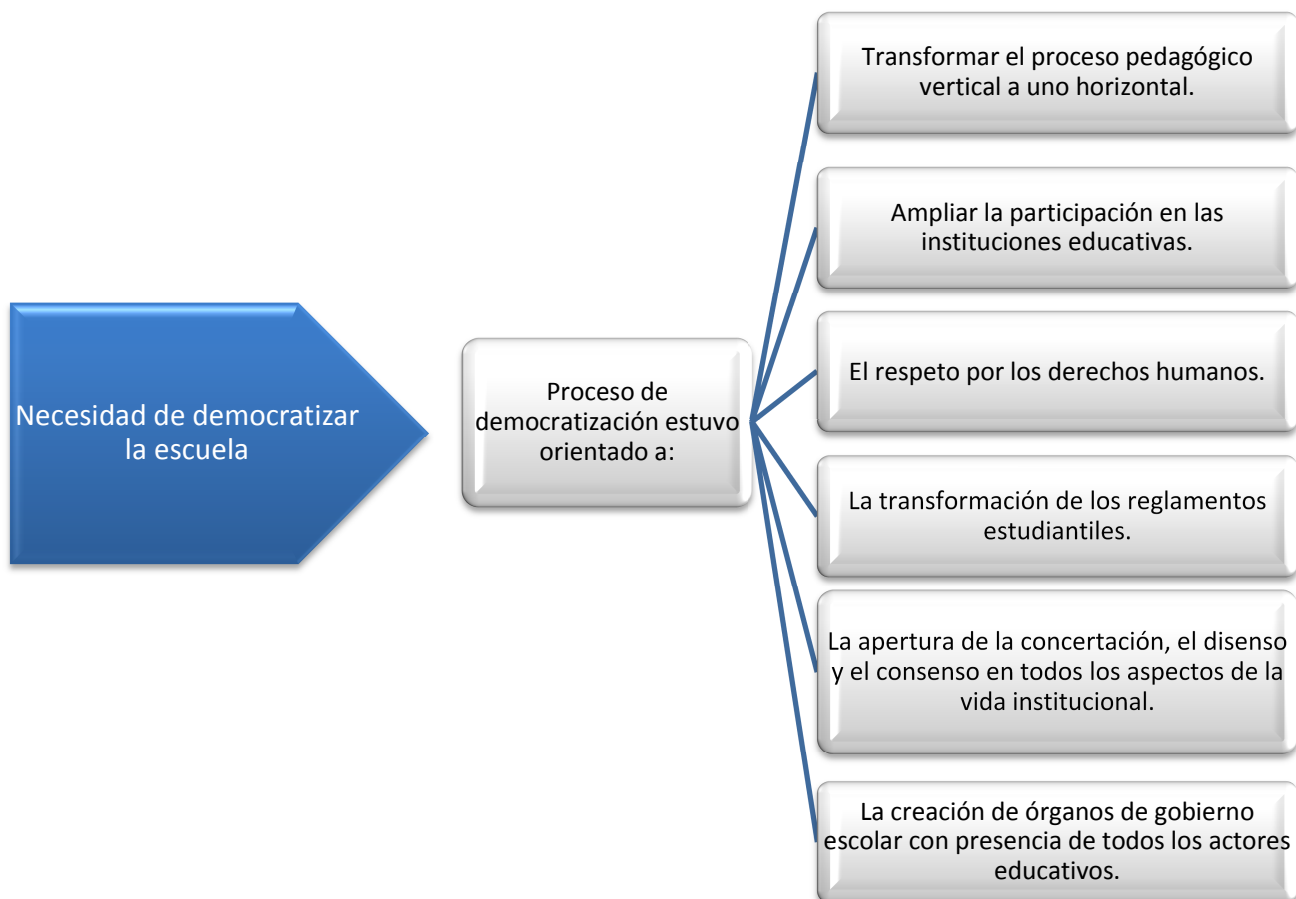 Necesidad de democratizar
la escuela
Proceso de
democratización estuvo
orientado a:
Transformar el proceso pedagógico
vertical a uno horizontal.
Ampliar la participación en las
instituciones educativas.
El respeto por los derechos humanos.
La transformación de los reglamentos
estudiantiles.
La apertura de la concertación, el disenso
y el consenso en todos los aspectos de la
vida institucional.
La creación de órganos de gobierno
escolar con presencia de todos los actores
educativos.